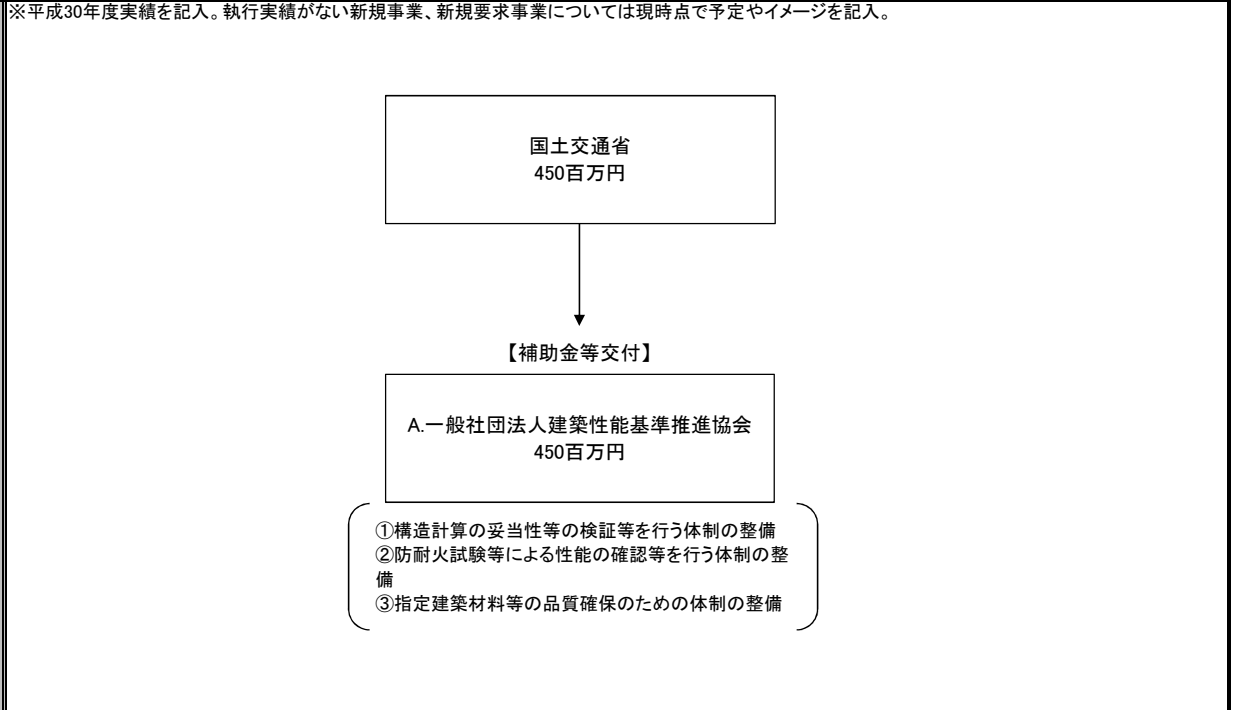 ※平成30年度実績を記入。執行実績がない新規事業、新規要求事業については現時点で予定やイメージを記入。
国土交通省
450百万円
【補助金等交付】
A.一般社団法人建築性能基準推進協会
450百万円
①構造計算の妥当性等の検証等を行う体制の整備
②防耐火試験等による性能の確認等を行う体制の整
備
③指定建築材料等の品質確保のための体制の整備